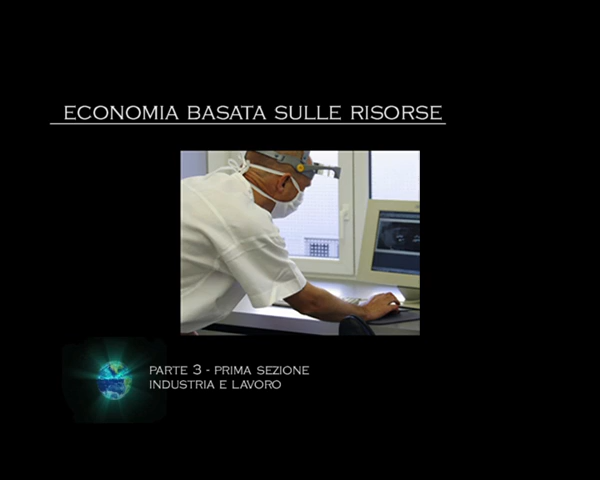 ECONOMIA BASATA SULLE RISORSE
PARTE 3 - PRIMA SEZIONE
INDUSTRIA E LAVORO